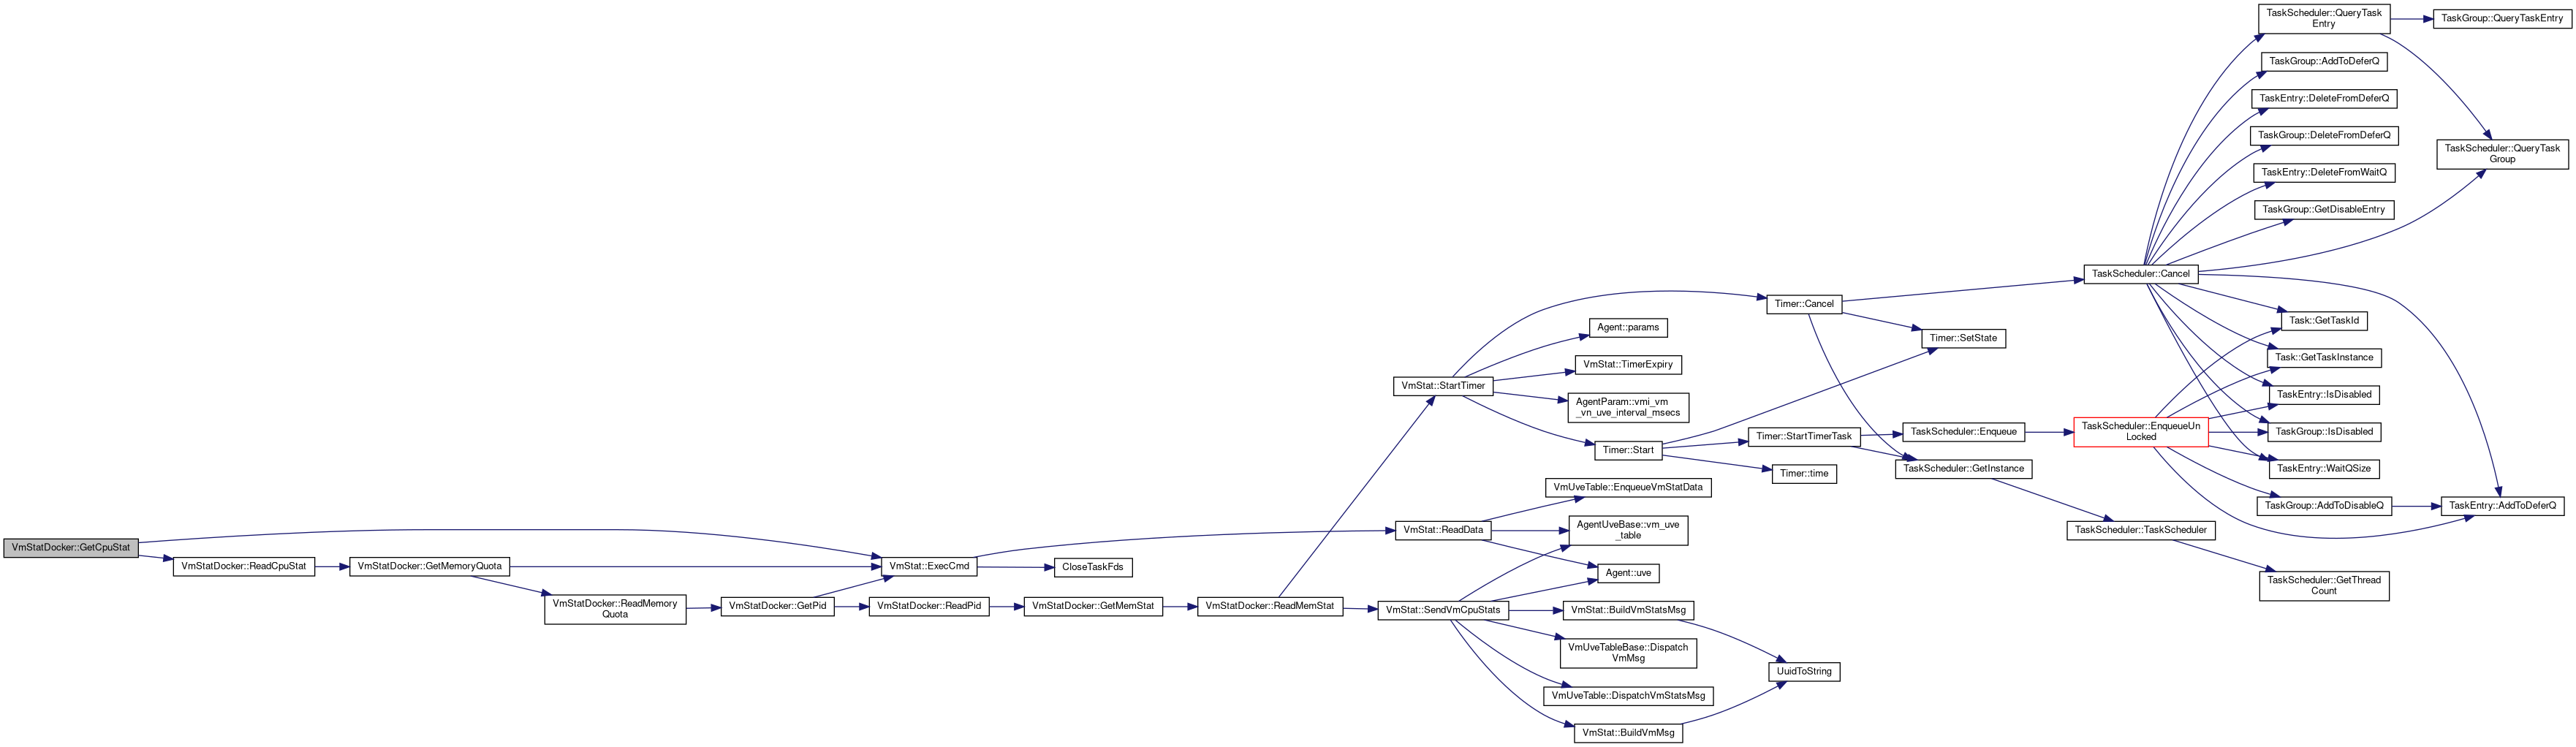 VmStatDocker::GetCpuStat
VmStatDocker::ReadCpuStat
VmStatDocker::GetMemoryQuota
VmStatDocker::ReadMemory
Quota
VmStatDocker::GetPid
VmStat::ExecCmd
VmStatDocker::ReadPid
CloseTaskFds
VmStatDocker::GetMemStat
VmStatDocker::ReadMemStat
VmStat::StartTimer
VmStat::ReadData
VmStat::SendVmCpuStats
Timer::Cancel
Agent::params
VmStat::TimerExpiry
AgentParam::vmi_vm
_vn_uve_interval_msecs
Timer::Start
VmUveTable::EnqueueVmStatData
AgentUveBase::vm_uve
_table
Agent::uve
VmStat::BuildVmStatsMsg
VmUveTableBase::Dispatch
VmMsg
VmUveTable::DispatchVmStatsMsg
VmStat::BuildVmMsg
Timer::StartTimerTask
Timer::time
UuidToString
Timer::SetState
TaskScheduler::Enqueue
TaskScheduler::GetInstance
TaskScheduler::Cancel
TaskScheduler::EnqueueUn
Locked
TaskScheduler::TaskScheduler
TaskScheduler::QueryTask
Entry
TaskGroup::AddToDeferQ
TaskEntry::DeleteFromDeferQ
TaskGroup::DeleteFromDeferQ
TaskEntry::DeleteFromWaitQ
TaskGroup::GetDisableEntry
Task::GetTaskId
Task::GetTaskInstance
TaskEntry::IsDisabled
TaskGroup::IsDisabled
TaskEntry::WaitQSize
TaskGroup::AddToDisableQ
TaskScheduler::GetThread
Count
TaskGroup::QueryTaskEntry
TaskScheduler::QueryTask
Group
TaskEntry::AddToDeferQ